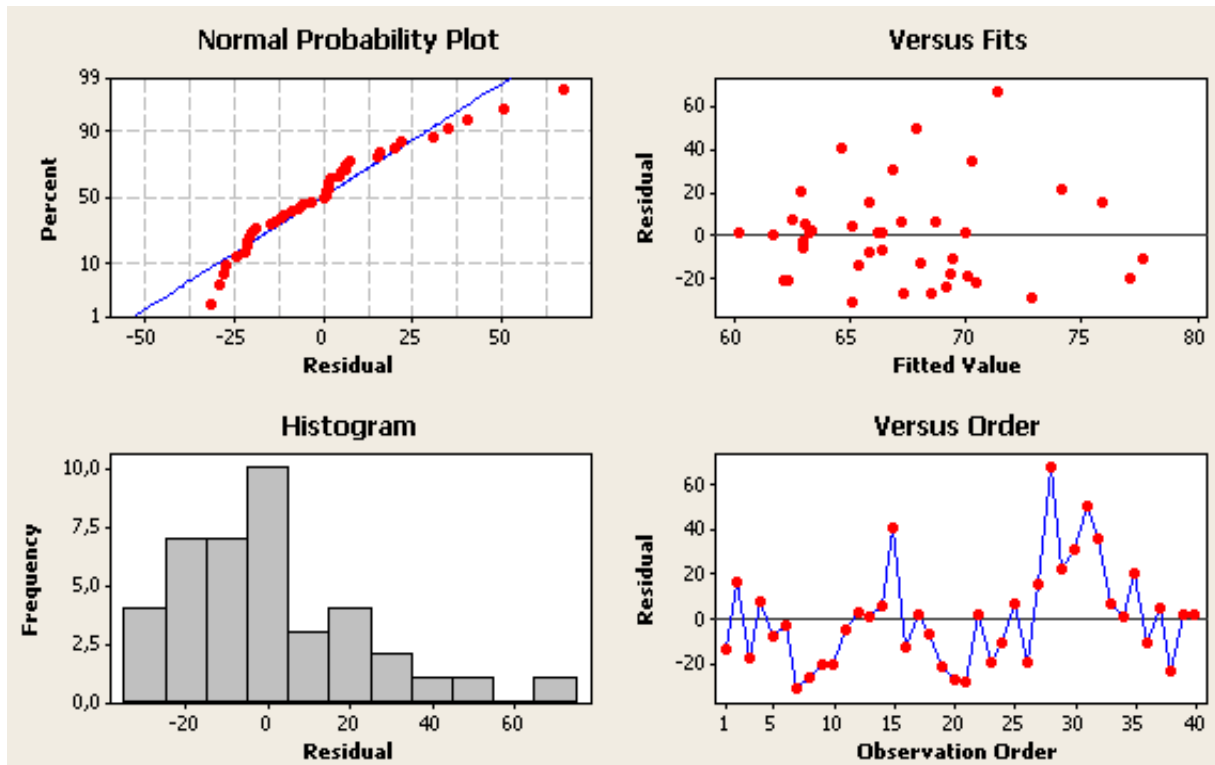 Normal Probability Plot
99
90
50
10
1
Percent
-50 -25 0 25 50
Residual
Versus Fits
60
40
20
0
-20
Residual
60 65 70 75 80
Fitted Value
Histogram
10,0
7,5
5,0
2,5
0,0
Frequency
-20 0 20 40 60
Residual
Versus Order
60
40
20
0
-20
Residual
1 5 10 15 20 25 30 35 40
Observation Order